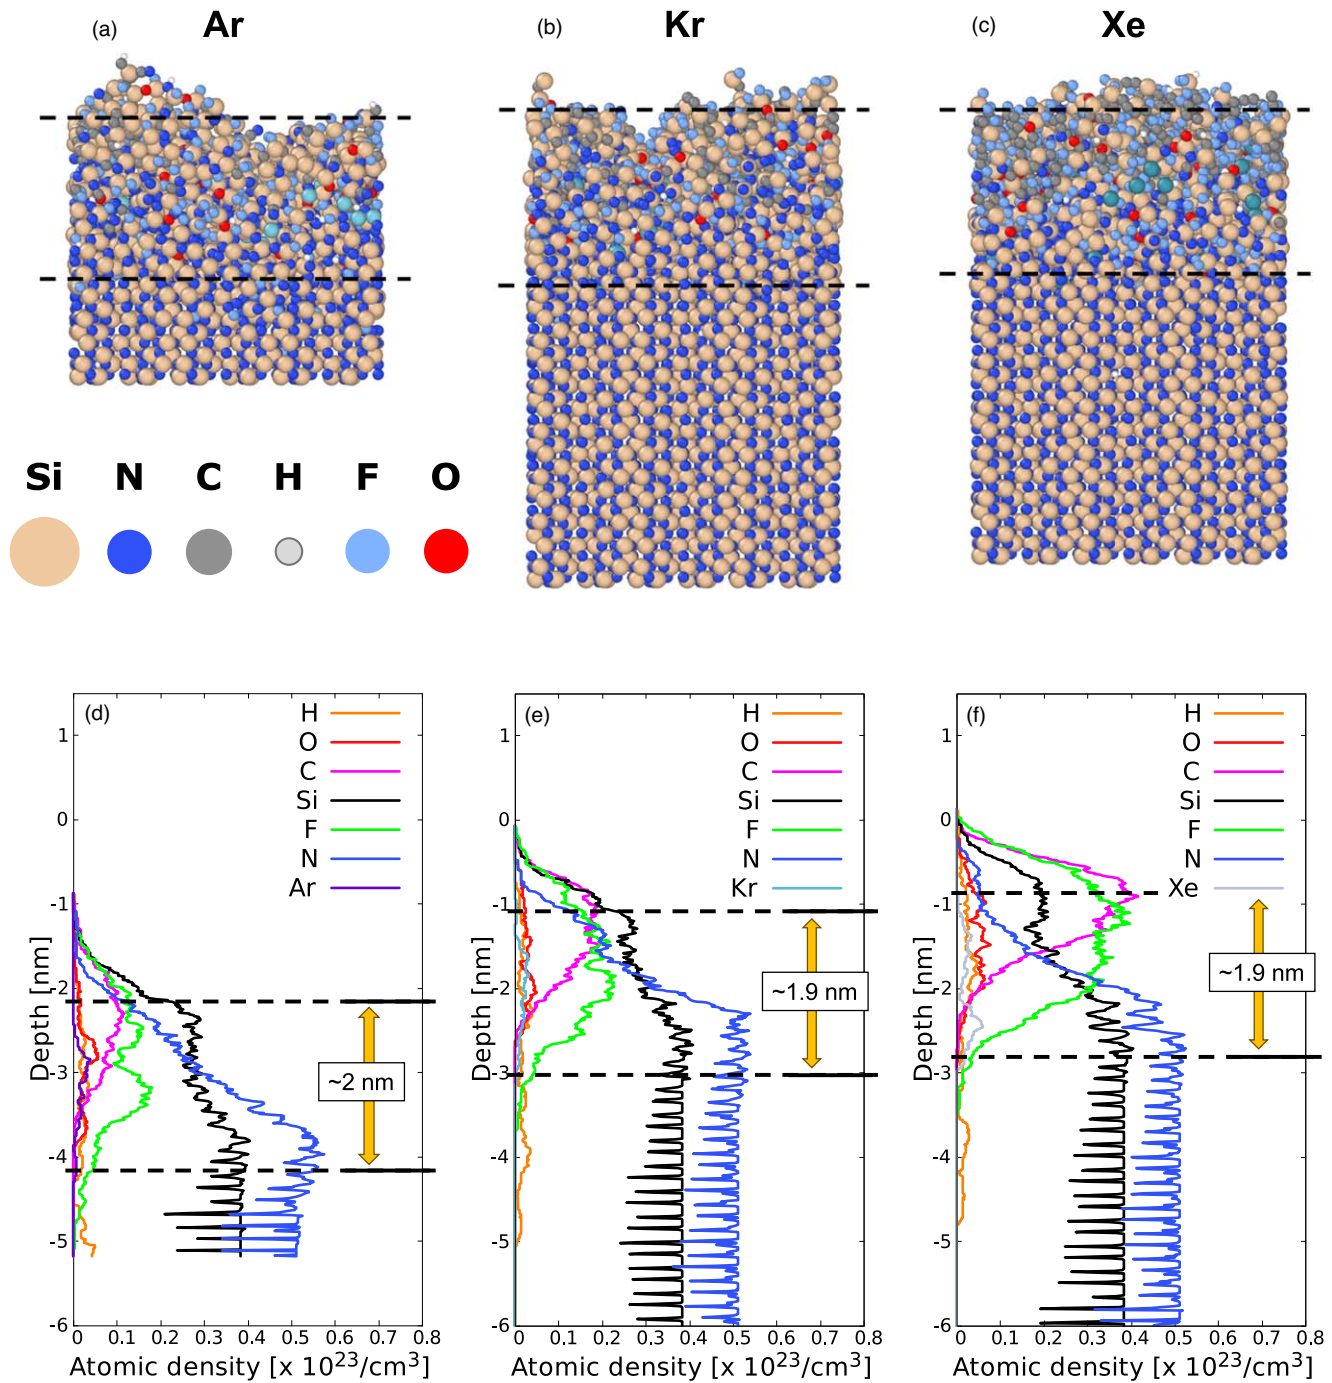 (a) Ar (b) Kr (c) Xe
Si N C H F O
(d)
H
O
C
Si
F
N
Ar
1
0
-1
-2
-3
-4
-5
-6
Depth [nm]
~2 nm
0 0.1 0.2 0.3 0.4 0.5 0.6 0.7 0.8
Atomic density [x 10²³/cm³]
(e)
H
O
C
Si
F
N
Kr
1
0
-1
-2
-3
-4
-5
-6
Depth [nm]
~1.9 nm
0 0.1 0.2 0.3 0.4 0.5 0.6 0.7 0.8
Atomic density [x 10²³/cm³]
(f)
H
O
C
Si
F
N
Xe
1
0
-1
-2
-3
-4
-5
-6
Depth [nm]
~1.9 nm
0 0.1 0.2 0.3 0.4 0.5 0.6 0.7 0.8
Atomic density [x 10²³/cm³]